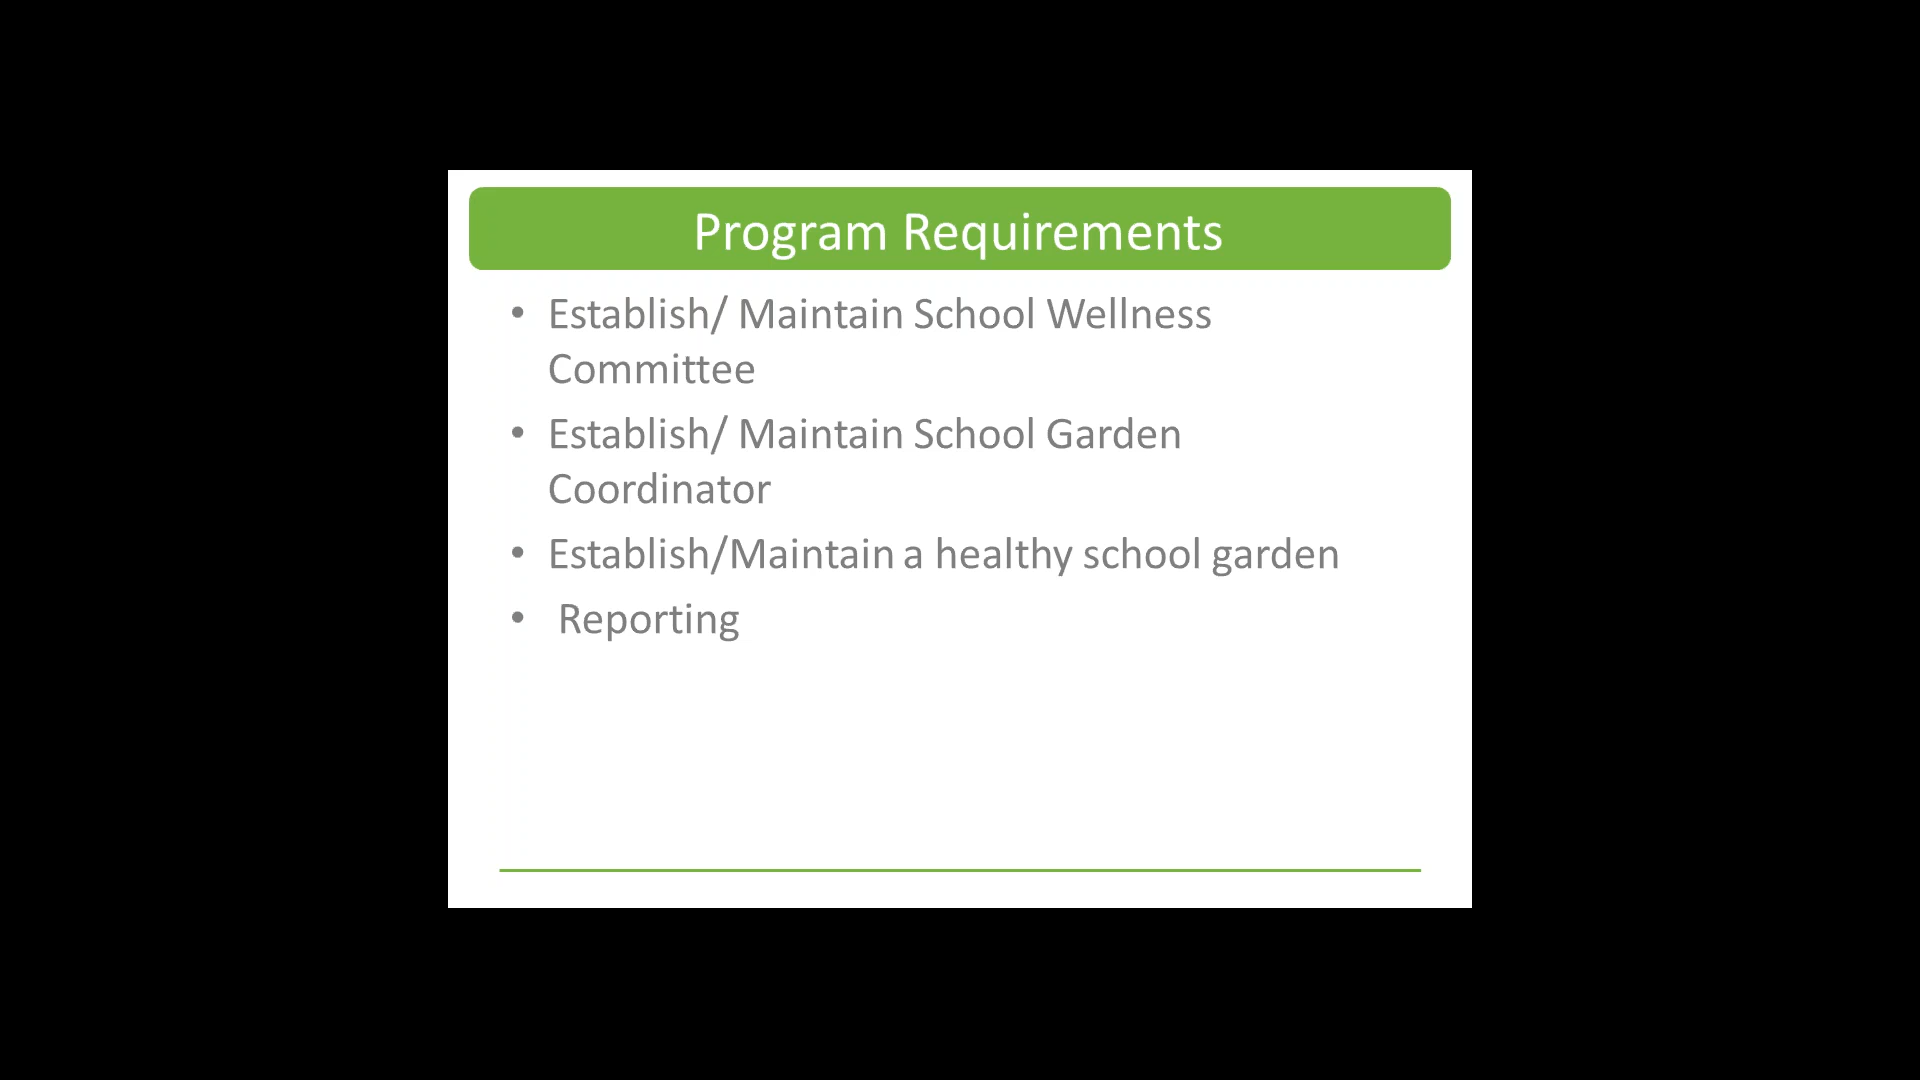 Program Requirements
• Establish/ Maintain School Wellness
Committee
• Establish/ Maintain School Garden
Coordinator
• Establish/Maintain a healthy school garden
• Reporting